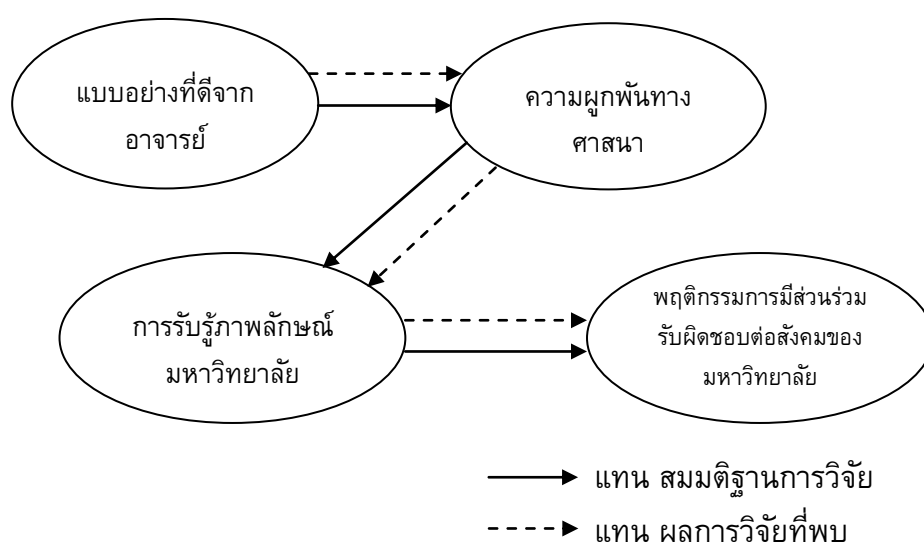 แบบอย่างที่ดีจาก
อาจารย์
ความผูกพันทาง
ศาสนา
การรับรู้ภาพลักษณ์
มหาวิทยาลัย
พฤติกรรมการมีส่วนร่วม
รับผิดชอบต่อสังคมของ
มหาวิทยาลัย
แทน สมมติฐานการวิจัย
แทน ผลการวิจัยที่พบ